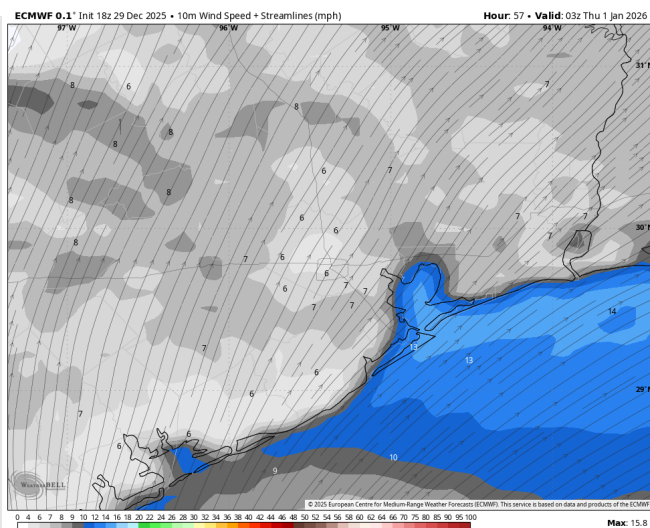 ECMWF 0.1° Init 18z 29 Dec 2025 • 10m Wind Speed + Streamlines (mph)
Hour: 57 • Valid: 03z Thu 1 Jan 2026
97°W 96°W 95°W 94°W
31°N
8 6 7
8
8
8
6 7
8
8
6 7 7
6 7
8 30°N
7 6
6
6 7 7
7 14
13
7 13
6
6 29°N
7
6 6
10
9
WEATHERBELL
© 2025 European Centre for Medium-Range Weather Forecasts (ECMWF). This service is based on data and products of the ECMWF
0 4 6 7 8 9 10 12 14 16 18 20 22 24 26 28 30 32 34 36 38 40 42 44 46 48 50 52 54 56 58 60 65 70 75 80 85 90 95 100
Max: 15.8